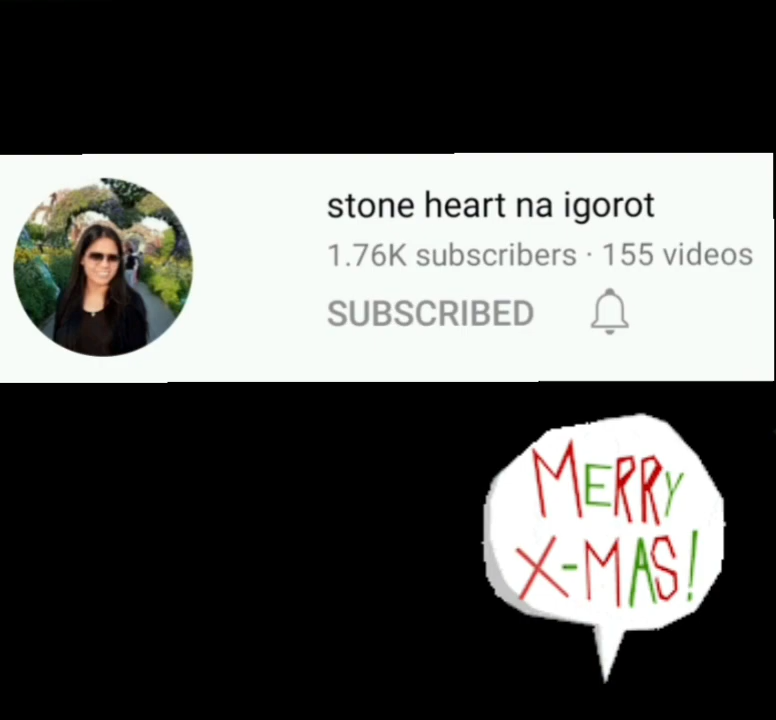 stone heart na igorot
1.76K subscribers · 155 videos
SUBSCRIBED
MERRY
X-MAS!